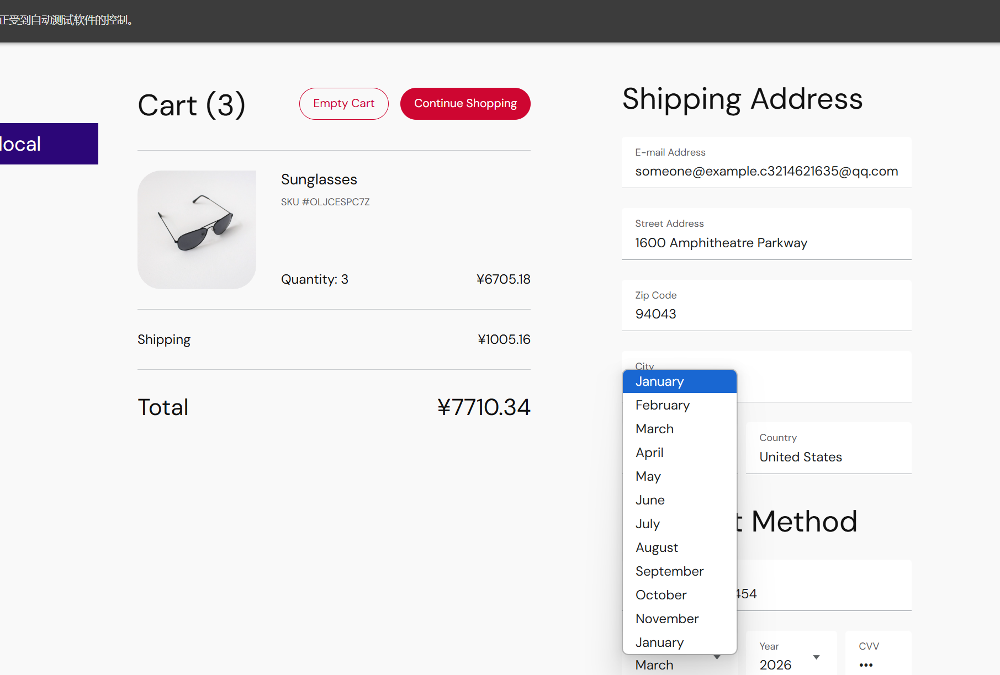 正受到自动测试软件的控制。
local
Cart (3)
Empty Cart
Continue Shopping
Sunglasses
SKU #OLJCESPC7Z
Quantity: 3
¥6705.18
Shipping
¥1005.16
Total
¥7710.34
Shipping Address
E-mail Address
someone@example.c3214621635@qq.com
Street Address
1600 Amphitheatre Parkway
Zip Code
94043
City
January
February
March
April
May
June
July
August
September
October
November
January
Country
United States
t Method
454
March
Year
2026
CVV
•••